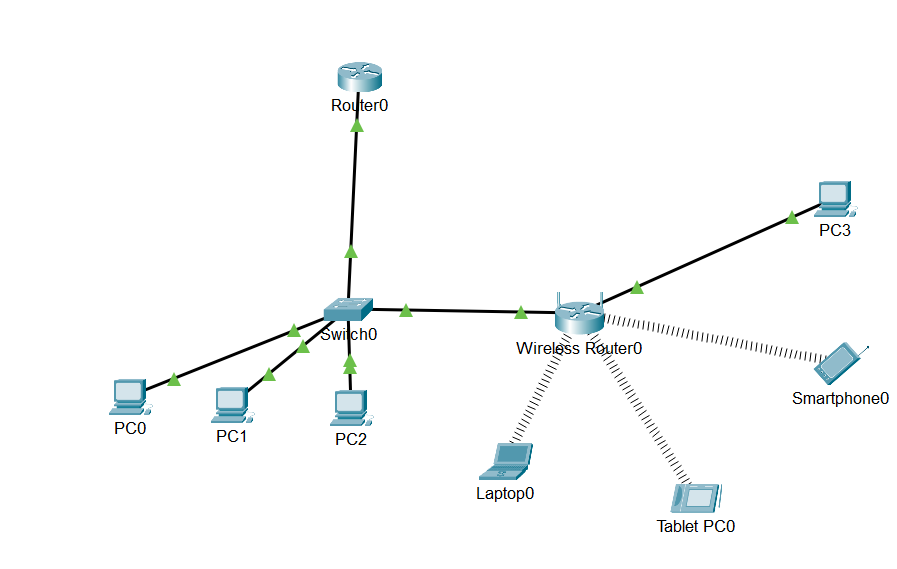 Router0
PC3
Switch0
Wireless Router0
Smartphone0
PC0
PC1
PC2
Laptop0
Tablet PC0